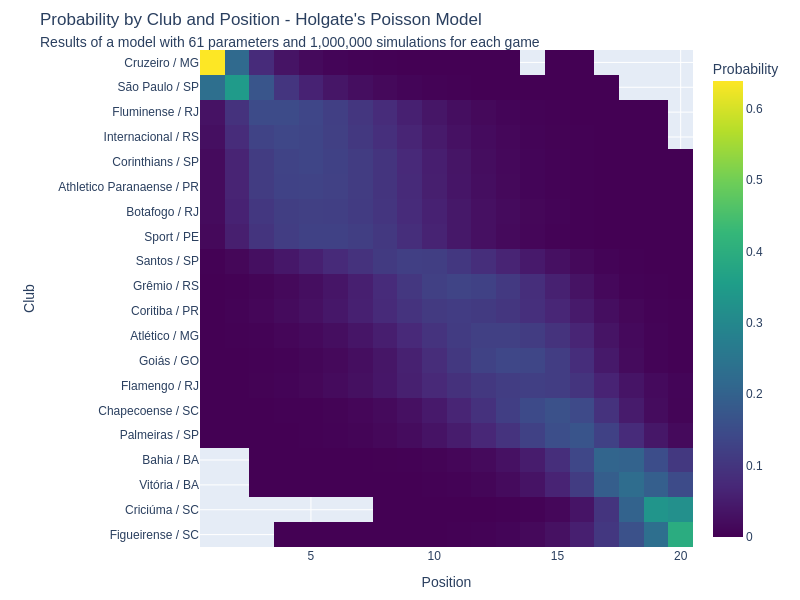 Probability by Club and Position - Holgate's Poisson Model
Results of a model with 61 parameters and 1,000,000 simulations for each game
Probability
Club
Cruzeiro / MG
São Paulo / SP
Fluminense / RJ
Internacional / RS
Corinthians / SP
Athletico Paranaense / PR
Botafogo / RJ
Sport / PE
Santos / SP
Grêmio / RS
Coritiba / PR
Atlético / MG
Goiás / GO
Flamengo / RJ
Chapecoense / SC
Palmeiras / SP
Bahia / BA
Vitória / BA
Criciúma / SC
Figueirense / SC
0.6
0.5
0.4
0.3
0.2
0.1
0
5 10 15 20
Position